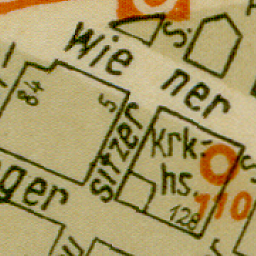 wie ner
S.
84
5
sitzer
krk-
hs.
128
110
ger